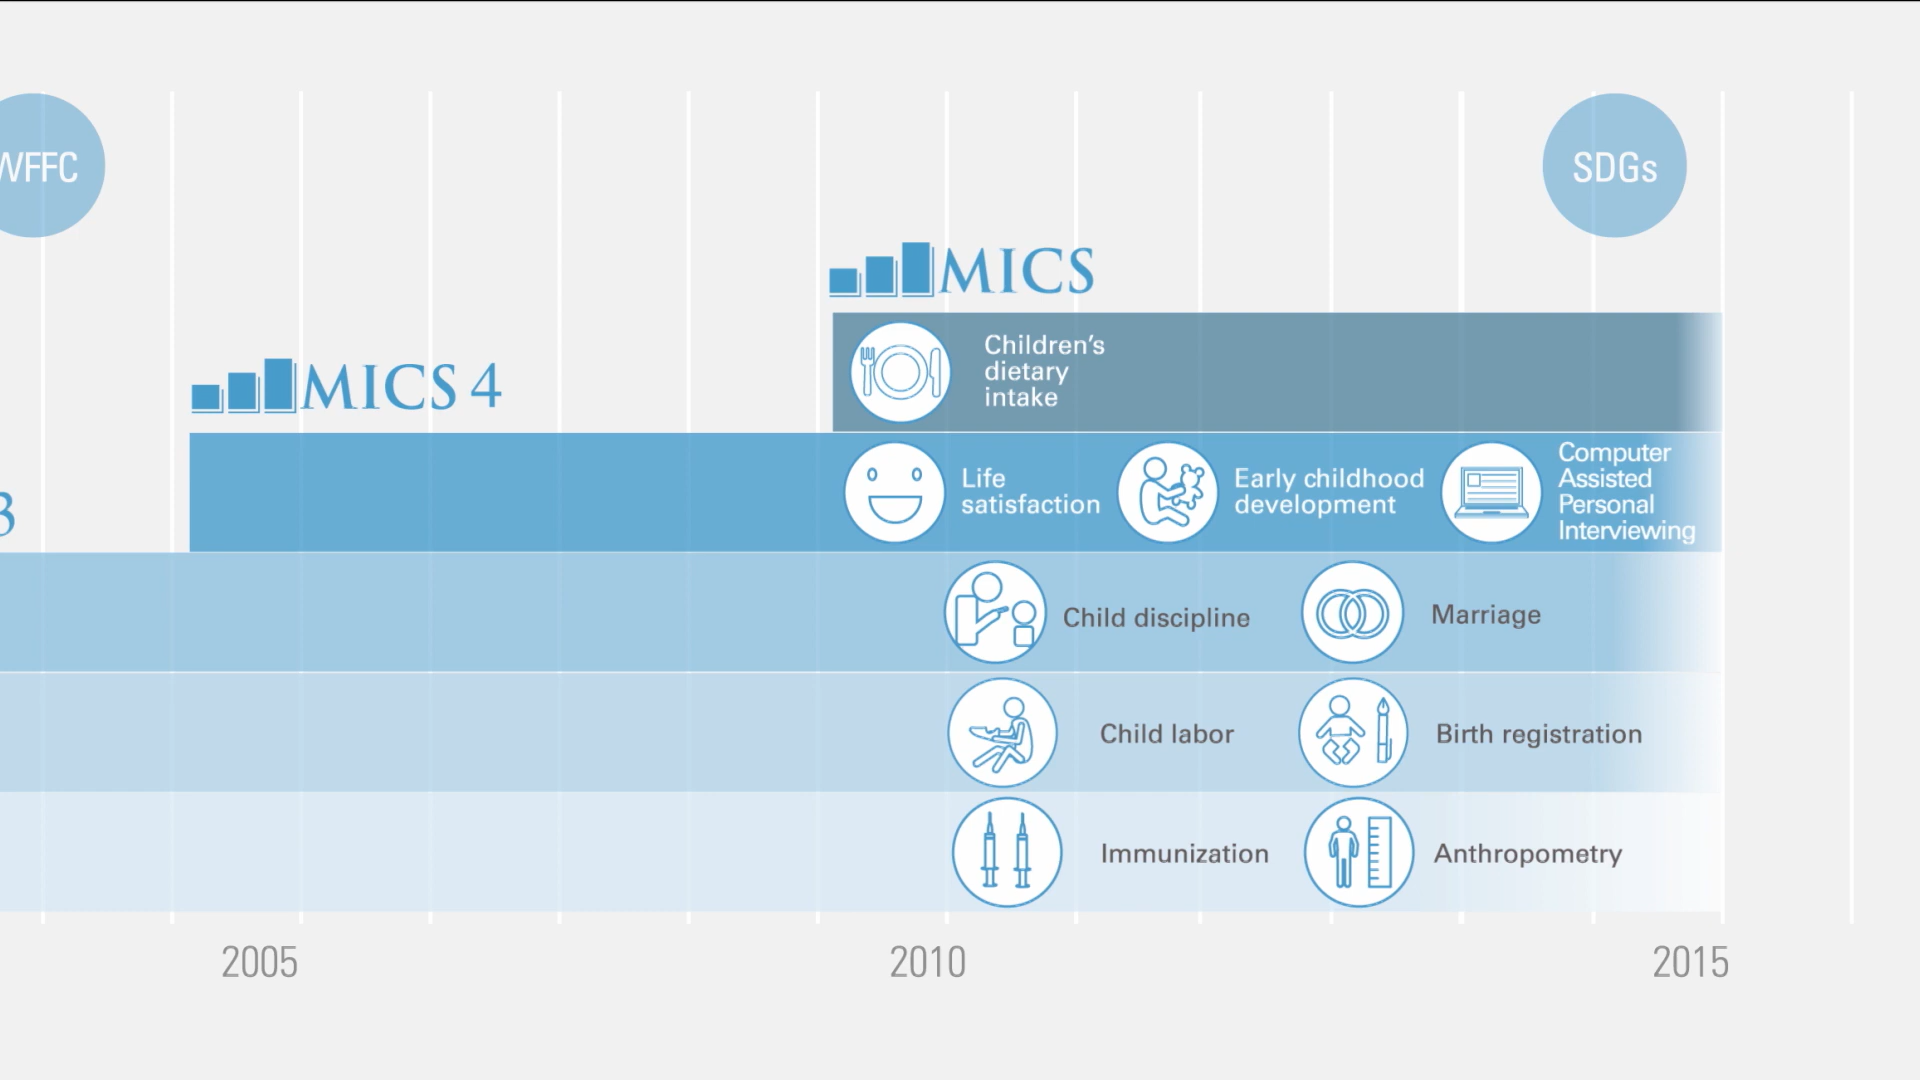 WFFC
SDGs
MICS
Children's
dietary
intake
MICS 4
Life
satisfaction
Early childhood
development
Computer
Assisted
Personal
Interviewing
3
Child discipline
Marriage
Child labor
Birth registration
Immunization
Anthropometry
2005
2010
2015